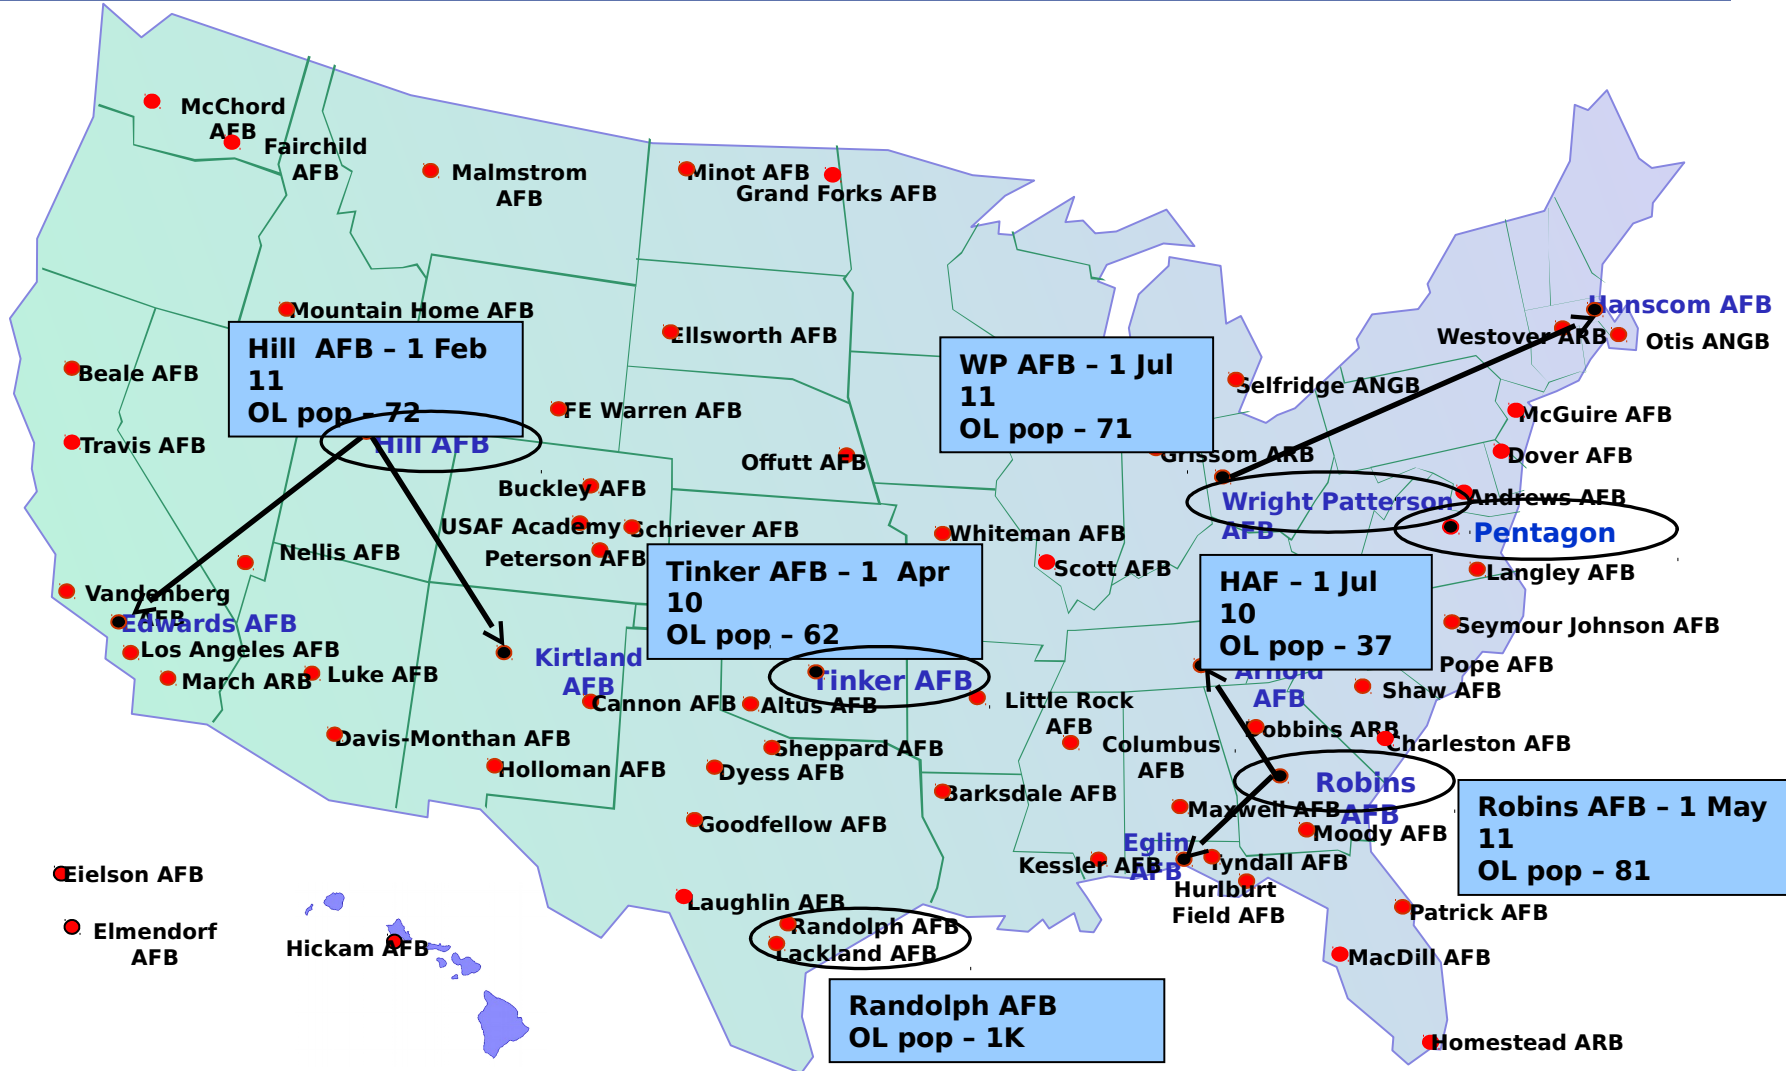 McChord
AFB
Fairchild
AFB
Malmstrom
AFB
Minot AFB
Grand Forks AFB
Mountain Home AFB
Hanscom AFB
Westover ARB
Otis ANGB
Ellsworth AFB
Hill  AFB – 1 Feb
11
OL pop – 72
WP AFB – 1 Jul
11
OL pop – 71
Beale AFB
Selfridge ANGB
FE Warren AFB
McGuire AFB
Travis AFB
Hill AFB
Offutt AFB
Grissom ARB
Dover AFB
Buckley AFB
Wright Patterson
AFB
Andrews AFB
USAF Academy
Schriever AFB
Whiteman AFB
Pentagon
Nellis AFB
Peterson AFB
Scott AFB
Langley AFB
Tinker AFB – 1  Apr
10
OL pop – 62
HAF – 1 Jul
10
OL pop – 37
Vandenberg
AFB
Edwards AFB
Seymour Johnson AFB
Los Angeles AFB
Kirtland
AFB
Pope AFB
March ARB
Luke AFB
Tinker AFB
Arnold
AFB
Shaw AFB
Cannon AFB
Altus AFB
Little Rock
AFB
Davis-Monthan AFB
Sheppard AFB
Columbus
AFB
Dobbins ARB
Charleston AFB
Holloman AFB
Dyess AFB
Robins
AFB
Barksdale AFB
Maxwell AFB
Robins AFB – 1 May
11
OL pop – 81
Goodfellow AFB
Moody AFB
Eglin
AFB
Kessler AFB
Tyndall AFB
Eielson AFB
Hurlburt
Field AFB
Laughlin AFB
Patrick AFB
Elmendorf
AFB
Hickam AFB
Randolph AFB
Lackland AFB
MacDill AFB
Randolph AFB
OL pop – 1K
Homestead ARB